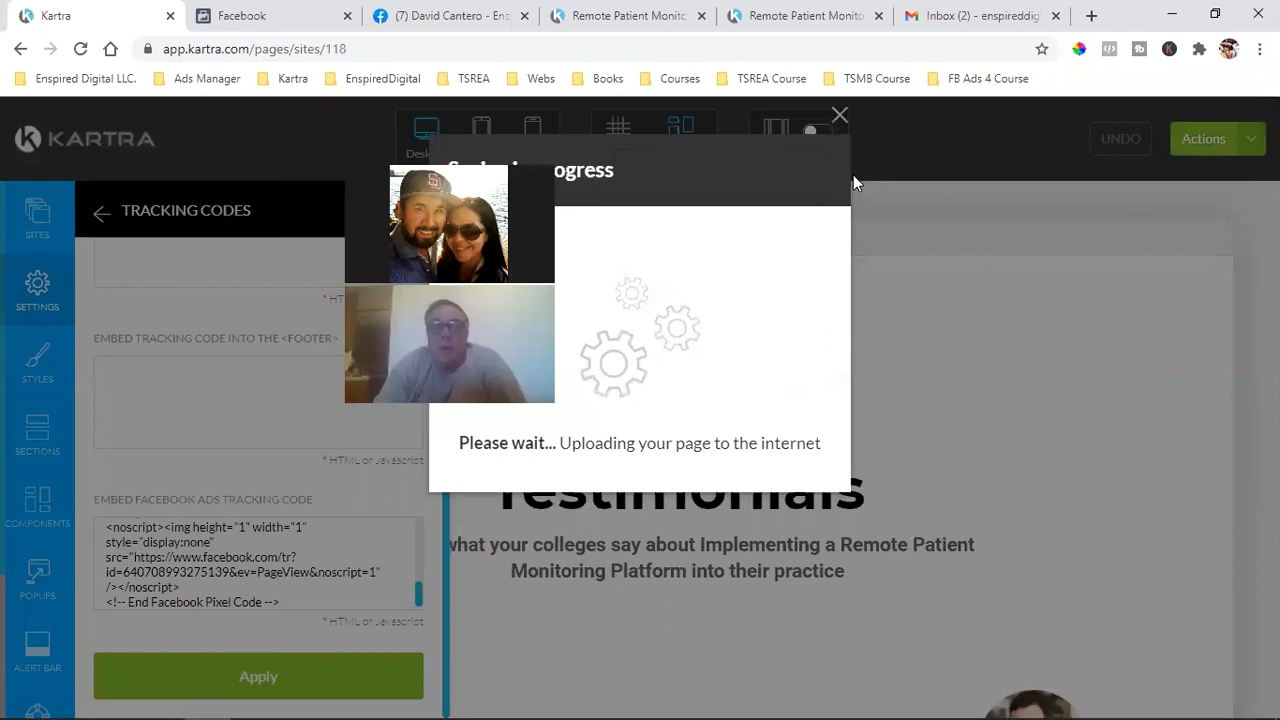 Kartra
Facebook
(7) David Cantero - Ens
Remote Patient Monito
Remote Patient Monito
Inbox (2) - enspireddig
app.kartra.com/pages/sites/118
Enspired Digital LLC.
Ads Manager
Kartra
EnspiredDigital
TSREA
Webs
Books
Courses
TSREA Course
TSMB Course
FB Ads 4 Course
KARTRA
Des
UNDO
Actions
ogress
SITES
SETTINGS
STYLES
SECTIONS
COMPONENTS
POPUPS
ALERT BAR
TRACKING CODES
* HT
EMBED TRACKING CODE INTO THE <FOOTER>
* HTML or Javascript
EMBED FACEBOOK ADS TRACKING CODE
<noscript><img height="1" width="1"
style="display:none"
src="https://www.facebook.com/tr?
id=640708993275139&ev=PageView&noscript=1"
/></noscript>
<!-- End Facebook Pixel Code -->
* HTML or Javascript
Apply
Please wait... Uploading your page to the internet
Testimonials
what your colleges say about Implementing a Remote Patient
Monitoring Platform into their practice